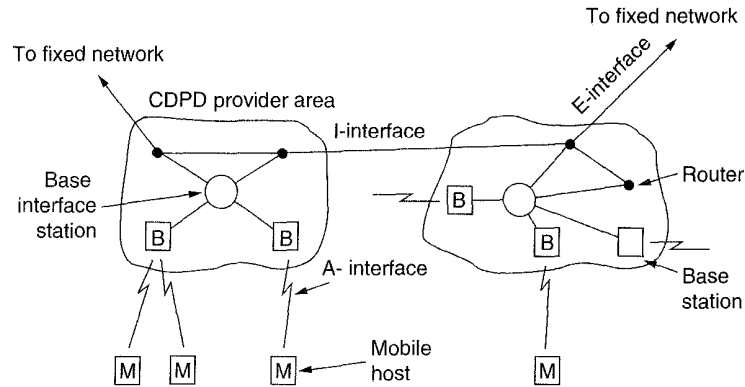 To fixed network
To fixed network
CDPD provider area
E-interface
I-interface
Base
interface
station
Router
B
B
B
B
A- interface
Base
station
Mobile
host
M
M
M
M